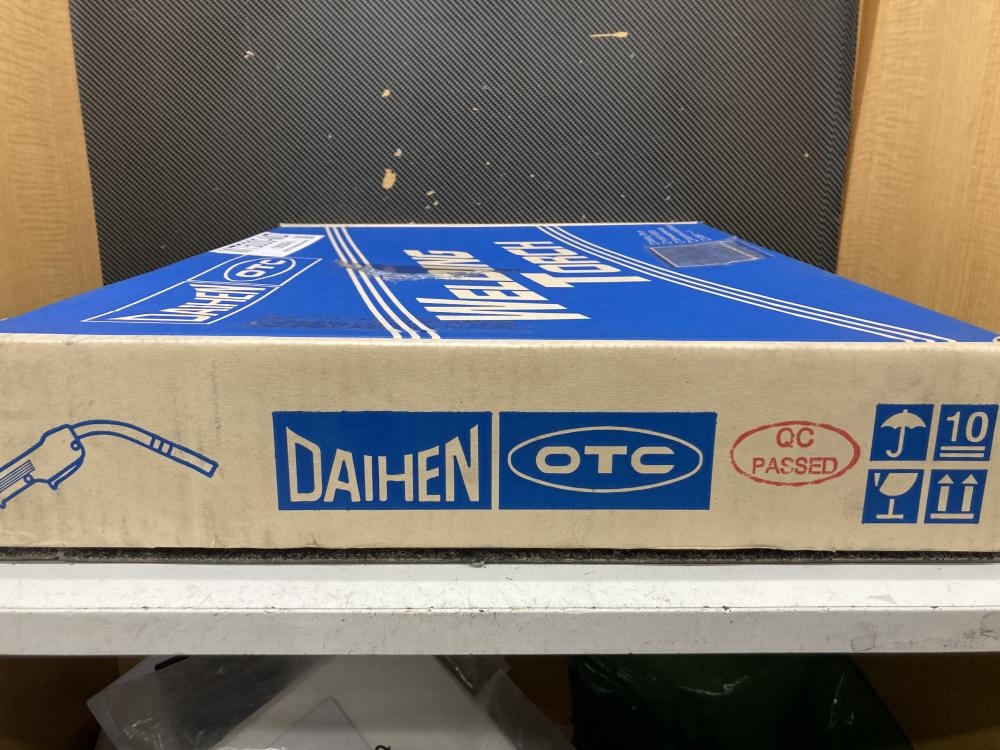 DAIHEN OTC
WELDING
TORCH
DAIHEN OTC
QC
PASSED
10